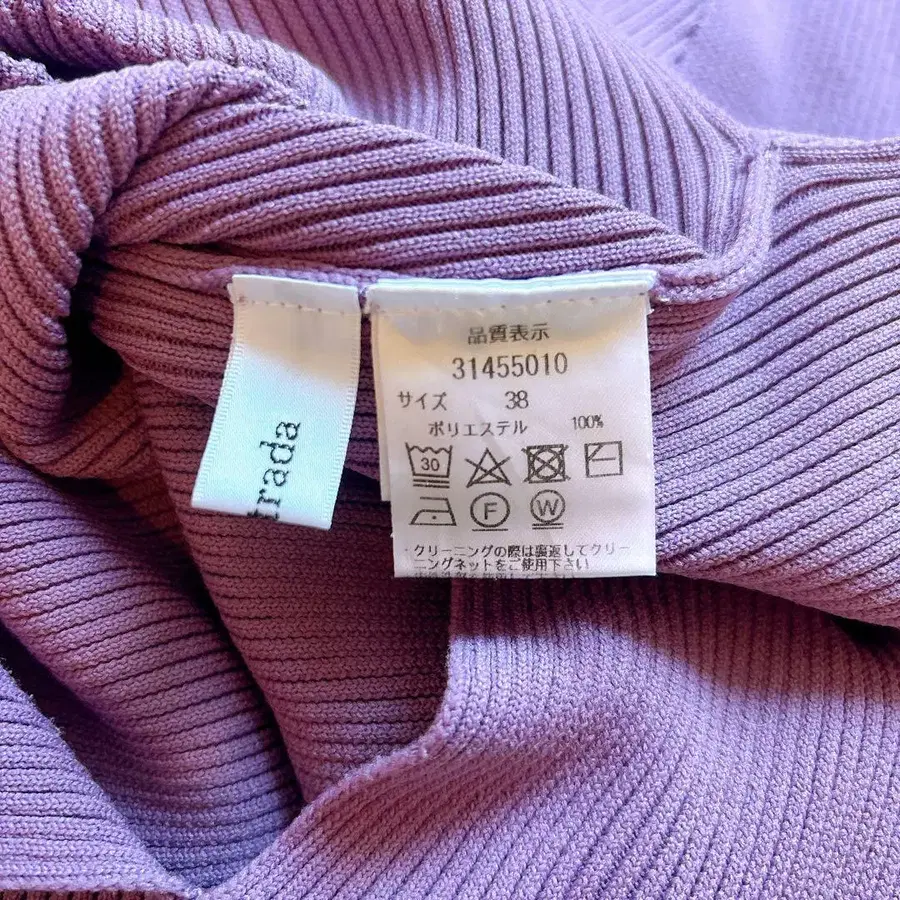 trada
品質表示
31455010
サイズ 38
ポリエステル 100%
30
F
W
・クリーニングの際は裏返してクリー
ニングネットをご使用下さい